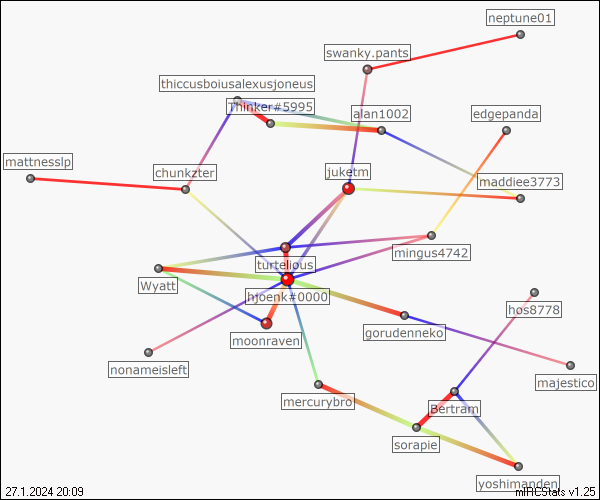 neptune01
swanky.pants
thiccusboiusalexusjoneus
Thinker#5995
alan1002
edgepanda
mattnesslp
chunkzter
juketm
maddiee3773
mingus4742
turtelious
Wyatt
hjoenk#0000
hos8778
moonraven
gorudenneko
nonameisleft
majestico
mercurybro
Bertram
sorapie
yoshimanden
27.1.2024 20:09
mIRCStats v1.25